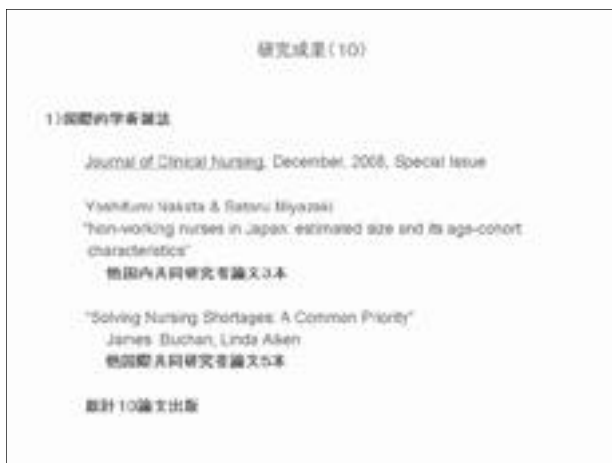 研究成果(10)
1)国際的学術雑誌
Journal of Clinical Nursing, December, 2008, Special Issue
Yoshifumi Nakata & Satoru Miyazaki
"Non-working nurses in Japan: estimated size and its age-cohort
characteristics"
他国内共同研究者論文3本
"Solving Nursing Shortages: A Common Priority"
James Buchan, Linda Aiken
他国際共同研究者論文5本
総計10論文出版